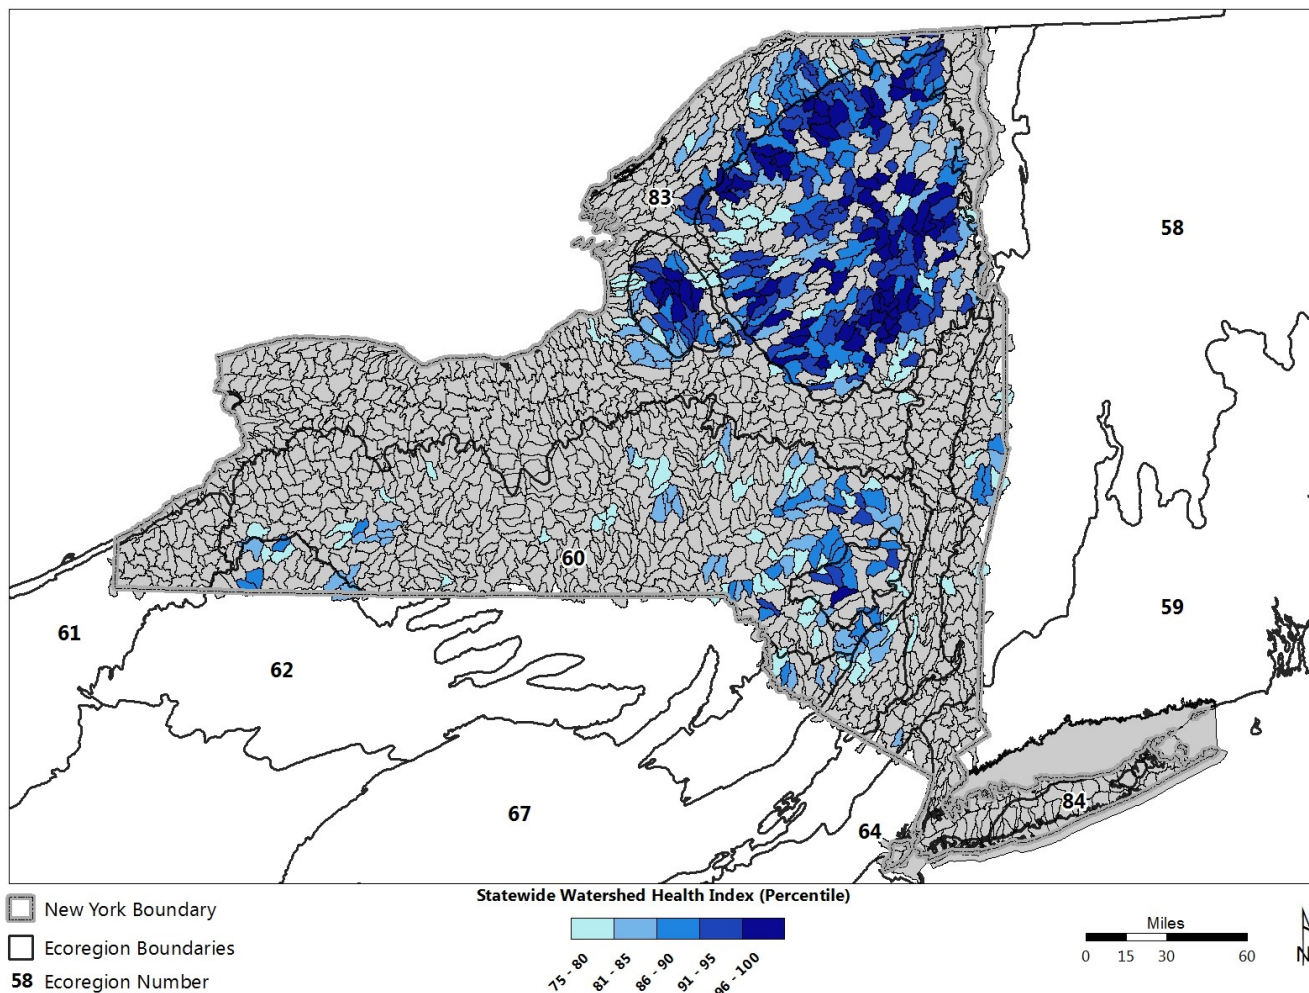 83
58
60
59
61
62
67
84
64
Statewide Watershed Health Index (Percentile)
New York Boundary
Ecoregion Boundaries
58 Ecoregion Number
75 - 80
81 - 85
86 - 90
91 - 95
96 - 100
Miles
0 15 30 60
N